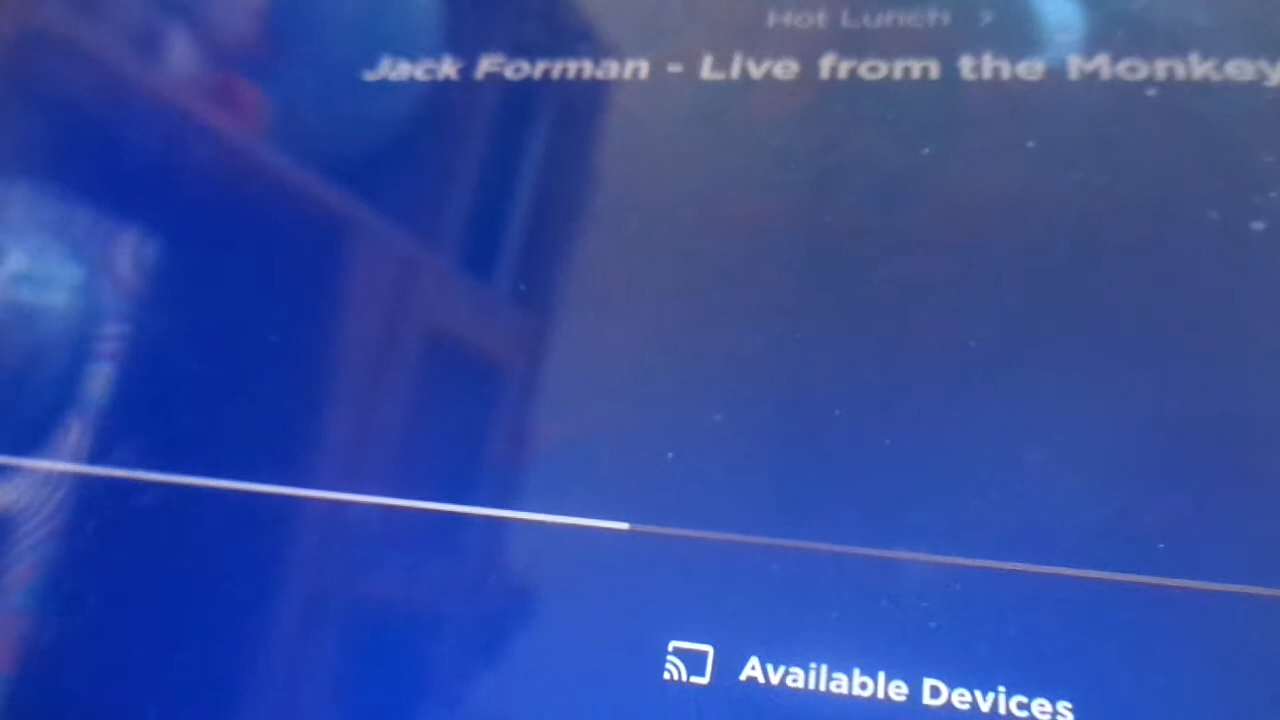 Hot Lunch >
Jack Forman - Live from the Monkey
Available Devices